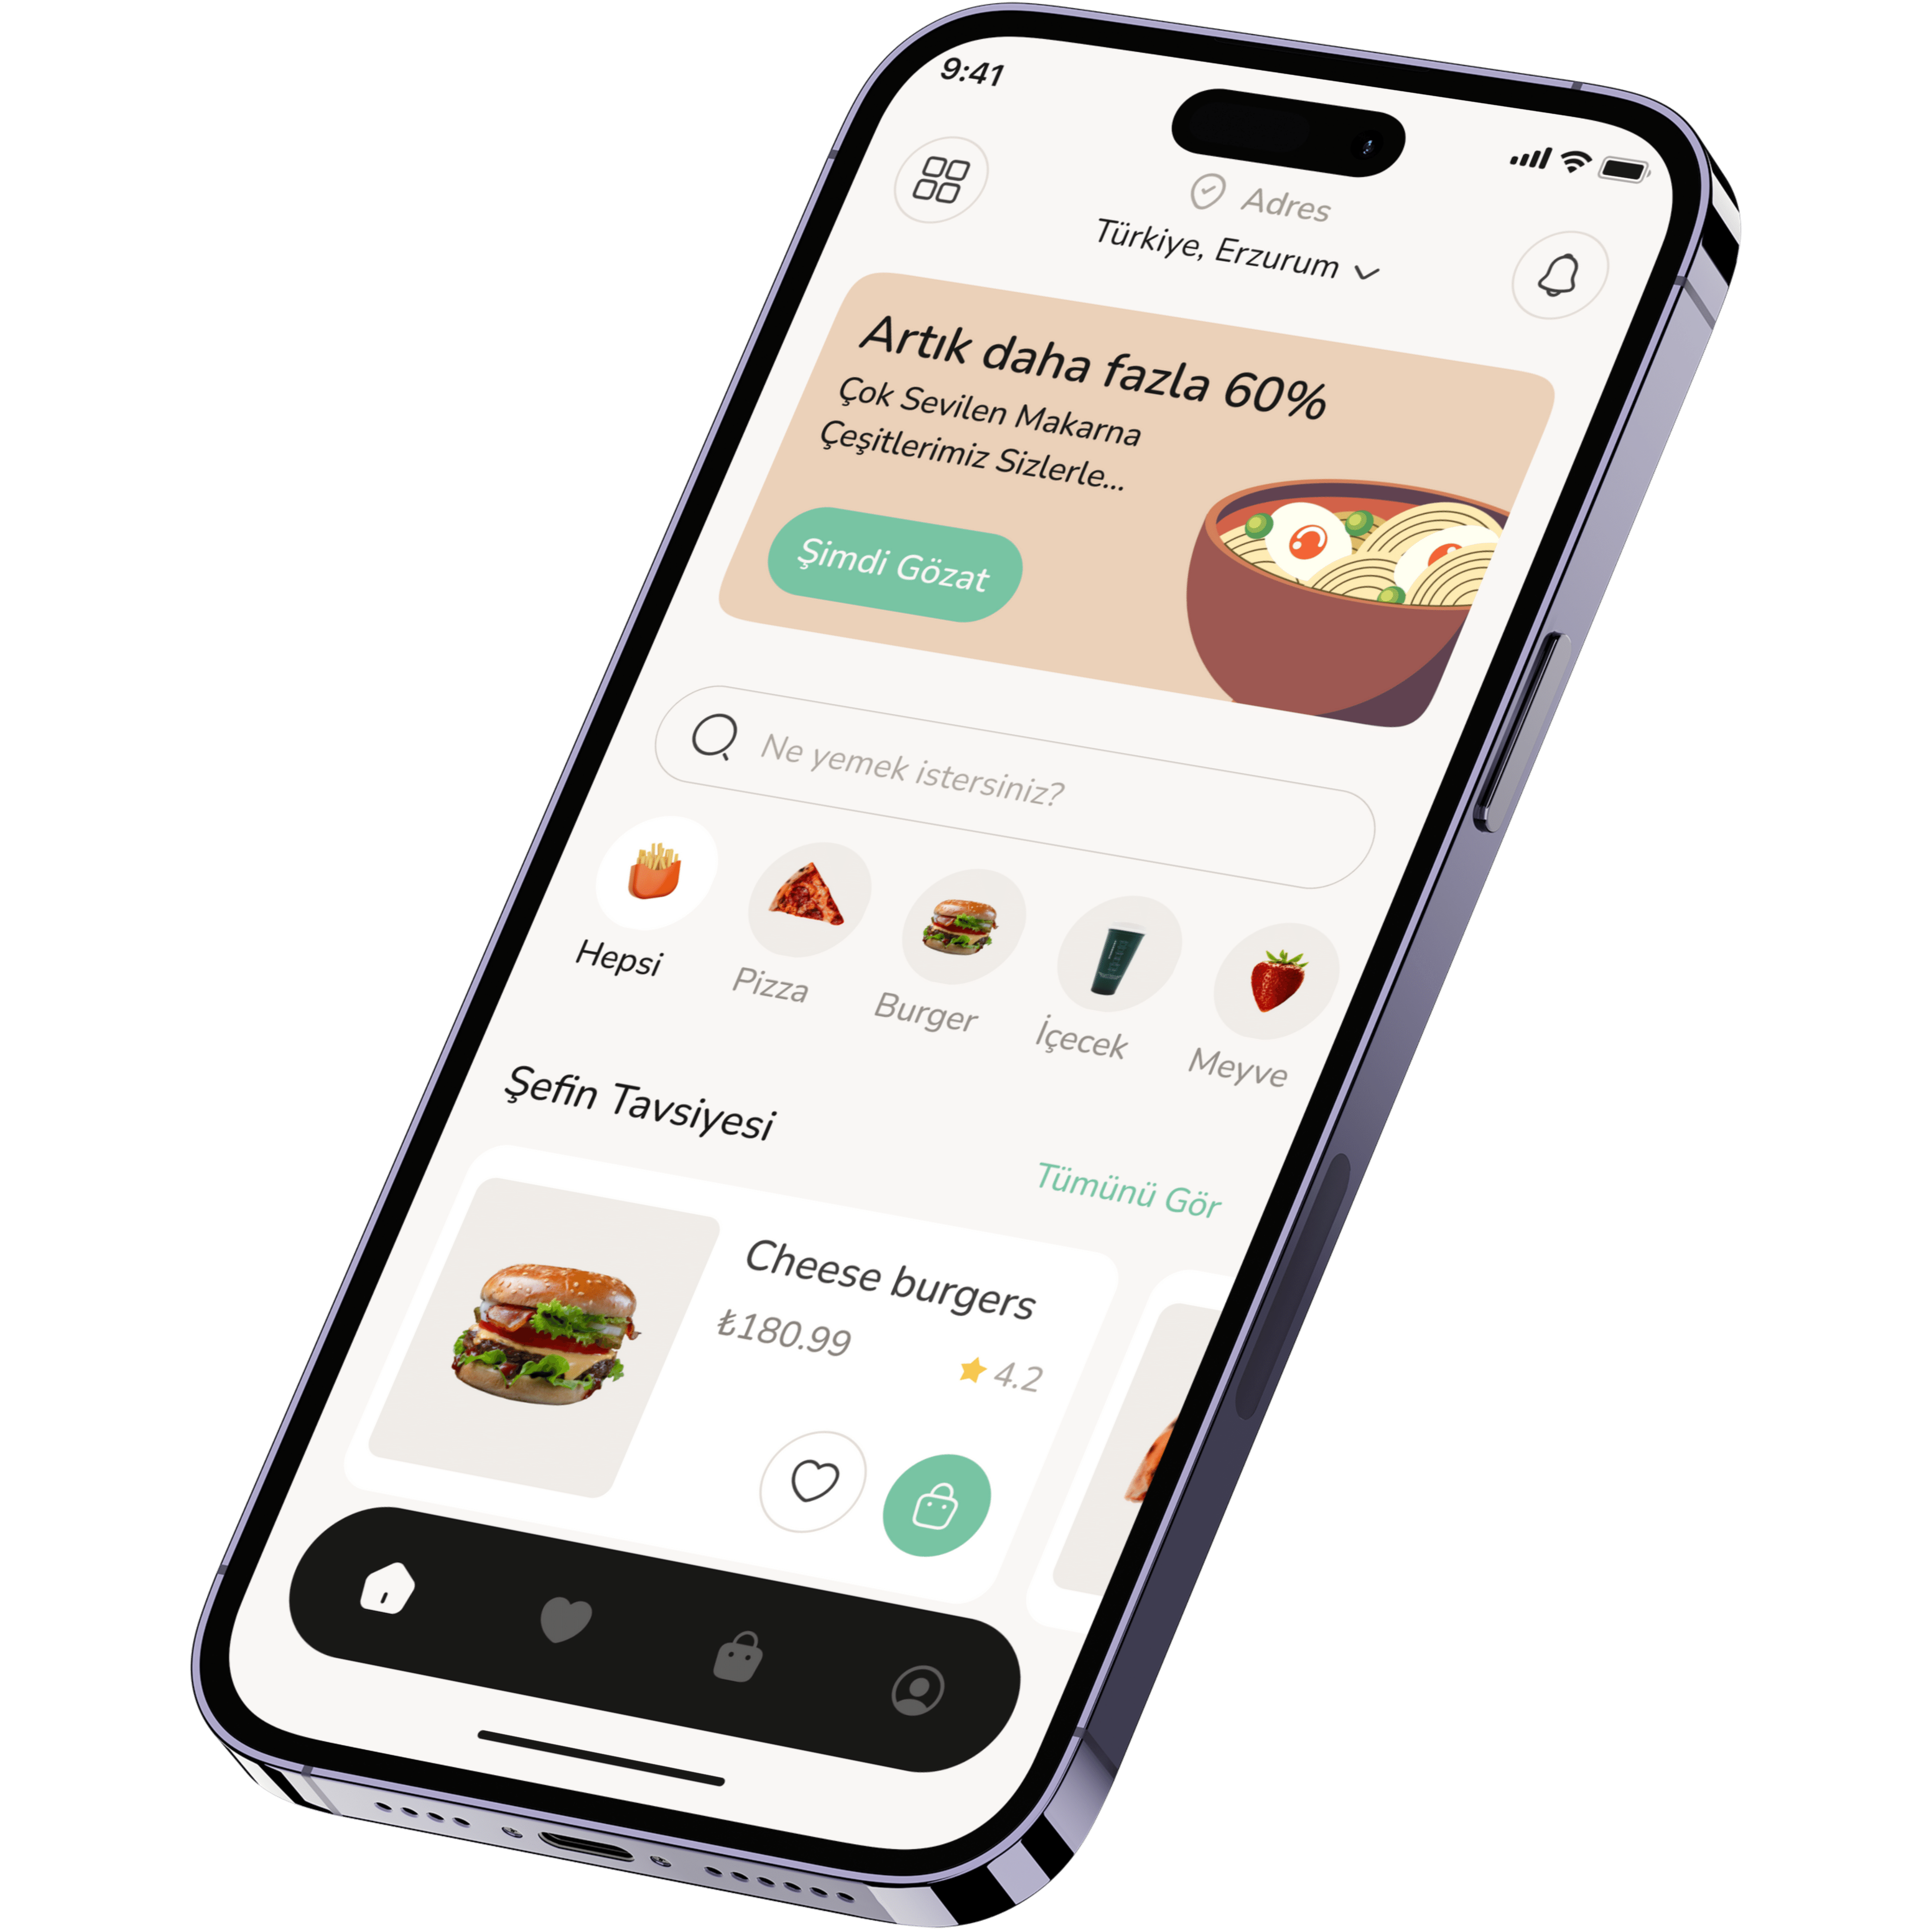 9:41
Adres
Türkiye, Erzurum
Artık daha fazla 60%
Çok Sevilen Makarna
Çeşitlerimiz Sizlerle...
Şimdi Gözat
Ne yemek istersiniz?
Hepsi
Pizza
Burger
İçecek
Meyve
Şefin Tavsiyesi
Tümünü Gör
Cheese burgers
₺180.99
4.2